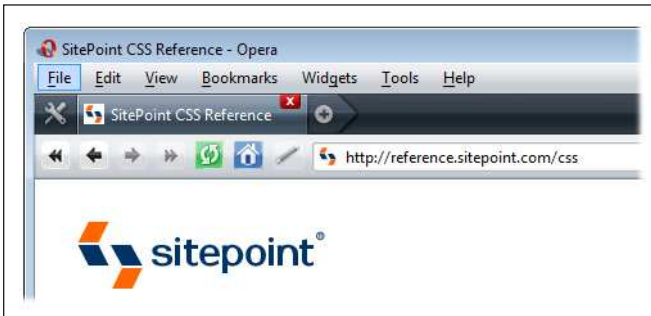 SitePoint CSS Reference - Opera
File Edit View Bookmarks Widgets Tools Help
SitePoint CSS Reference
http://reference.sitepoint.com/css
sitepoint®